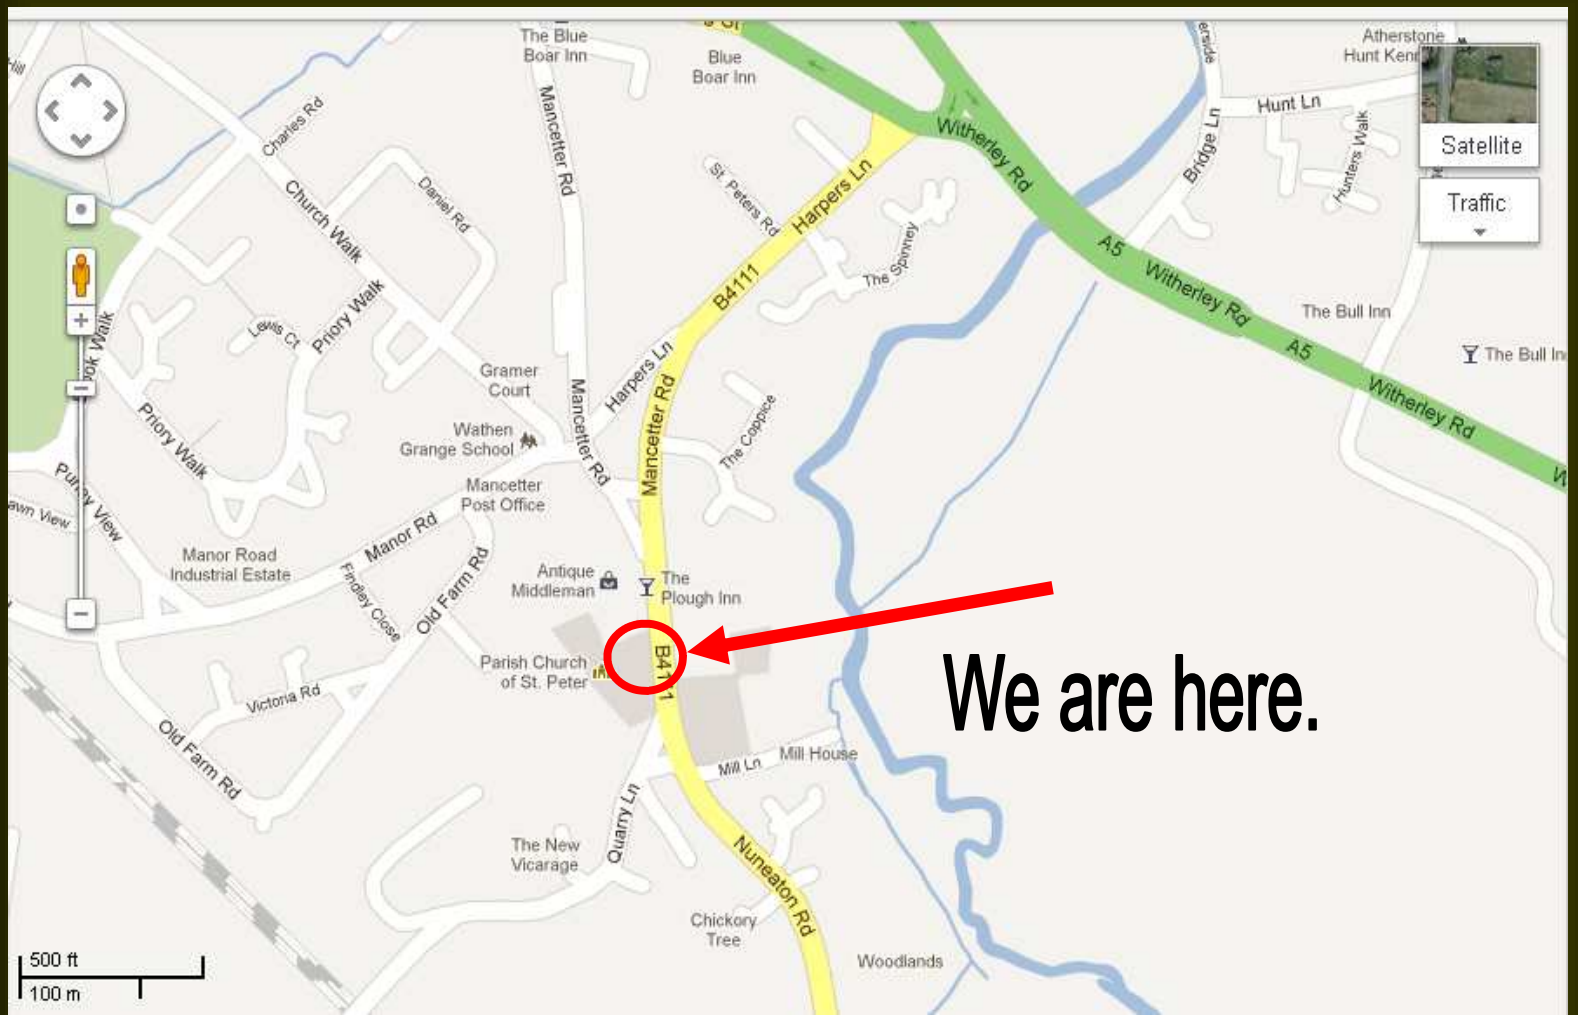 The Blue
Boar Inn
Blue
Boar Inn
Atherstone
Hunt Ln
Satellite
Traffic
Charles Rd
Mancetter Rd
Witherley Rd
Bridge Ln
Hunters Walk
Church Walk
Daniel Rd
St. Peters Rd
Harpers Ln
The Spinney
A5
Witherley Rd
B4111
Priory Walk
Lewis Ct
The Bull Inn
A5
Gramer
Court
Harpers Ln
Mancetter Rd
Mancetter Rd
The Coppice
Witherley Rd
Wathen
Grange School
Priory Walk
Mancetter
Post Office
Purley View
Manor Rd
Manor Road
Industrial Estate
Findley Close
Old Farm Rd
Antique
Middleman
The
Plough Inn
Parish Church
of St. Peter
B4111
We are here.
Victoria Rd
Old Farm Rd
Mill Ln
Mill House
Quarry Ln
The New
Vicarage
Nuneaton Rd
Chickory
Tree
Woodlands
500 ft
100 m